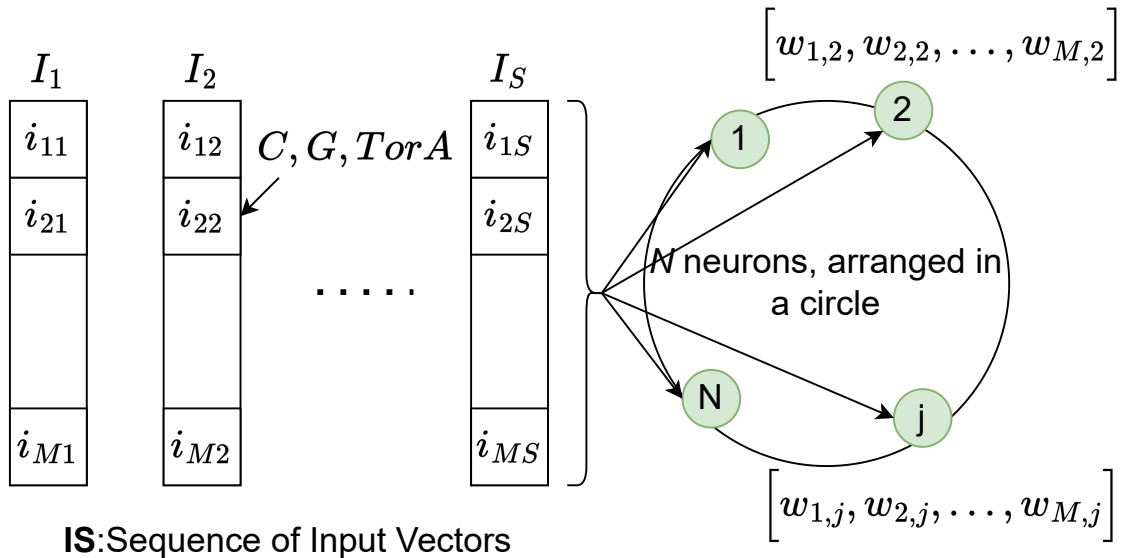 I_1
I_2
I_S
[w_{1,2}, w_{2,2}, ..., w_{M,2}]
i_{11}
i_{12}
C, G, TorA
i_{1S}
1
2
i_{21}
i_{22}
i_{2S}
.....
N neurons, arranged in
a circle
N
j
i_{M1}
i_{M2}
i_{MS}
[w_{1,j}, w_{2,j}, ..., w_{M,j}]
IS:Sequence of Input Vectors